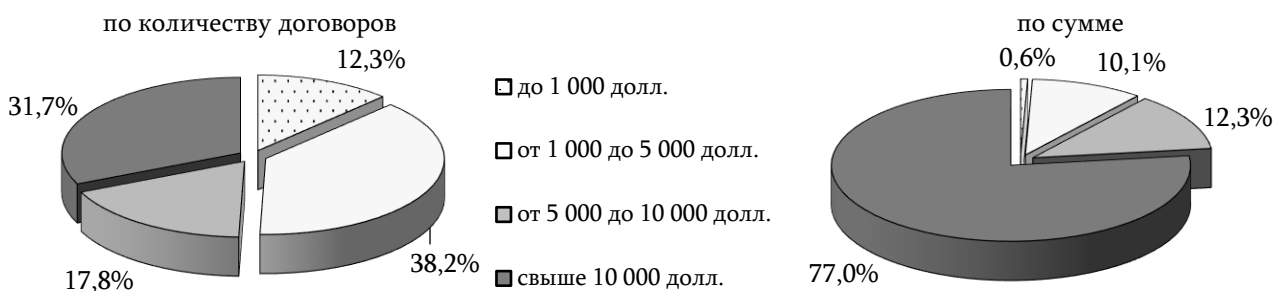 по количеству договоров
12,3%
31,7%
17,8%
38,2%
до 1 000 долл.
от 1 000 до 5 000 долл.
от 5 000 до 10 000 долл.
свыше 10 000 долл.
по сумме
0,6%
10,1%
12,3%
77,0%